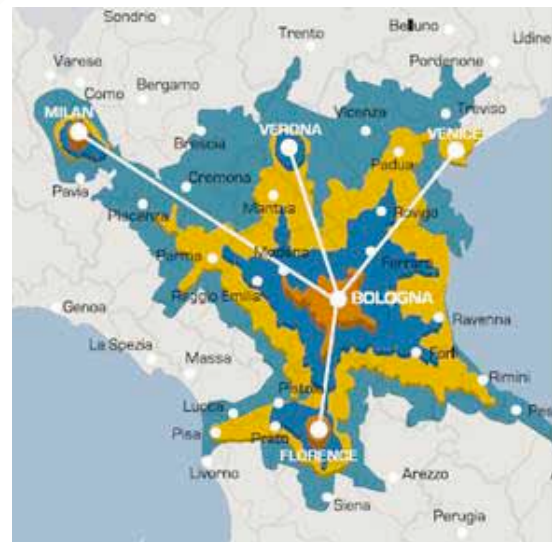 Sondrio
Trento
Belluno
Udine
Varese
Pordenone
Como
Bergamo
Treviso
MILAN
Vicenza
VERONA
VENICE
Brescia
Padua
Pavia
Cremona
Piacenza
Mantua
Rovigo
Modena
Parma
Ferrara
Reggio Emilia
BOLOGNA
Genoa
Ravenna
La Spezia
Massa
Forlì
Rimini
Pistoia
Lucca
Pisa
Prato
FLORENCE
Livorno
Arezzo
Siena
Perugia